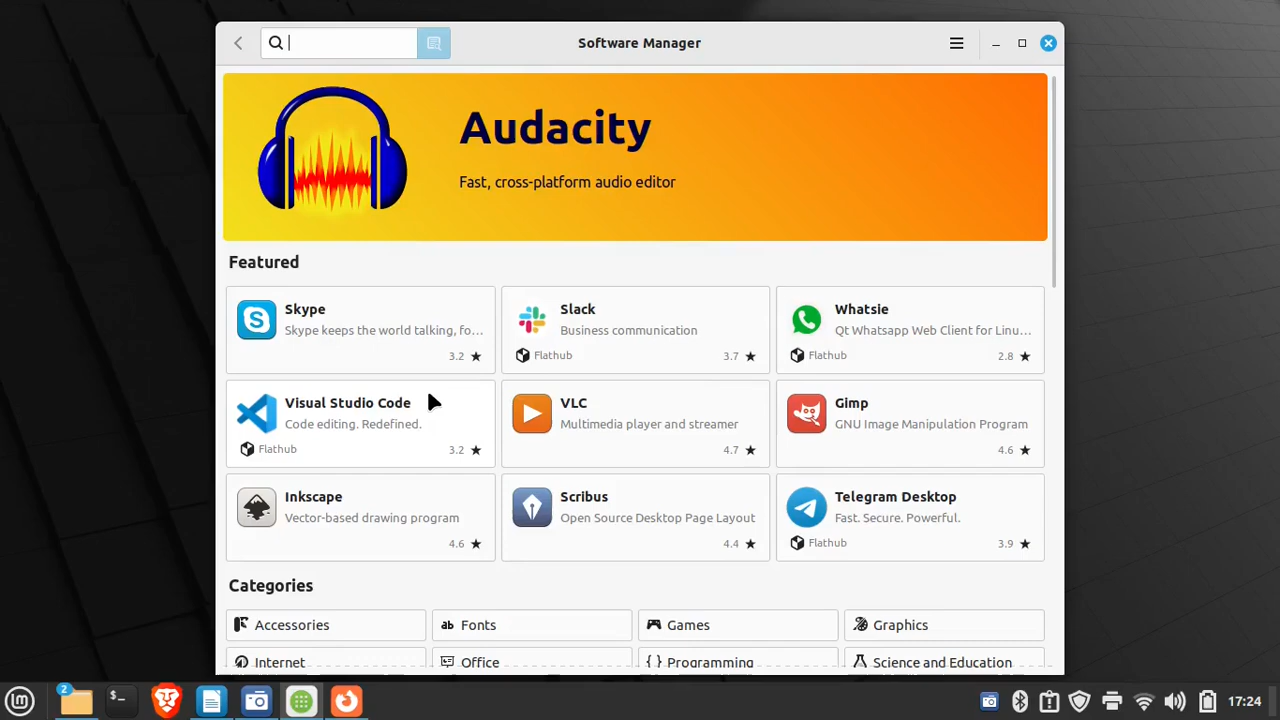 Software Manager
Audacity
Fast, cross-platform audio editor
Featured
Skype
Skype keeps the world talking, fo...
3.2 ★
Slack
Business communication
Flathub 3.7 ★
Whatsie
Qt Whatsapp Web Client for Linu...
Flathub 2.8 ★
Visual Studio Code
Code editing. Redefined.
Flathub 3.2 ★
VLC
Multimedia player and streamer
4.7 ★
Gimp
GNU Image Manipulation Program
4.6 ★
Inkscape
Vector-based drawing program
4.6 ★
Scribus
Open Source Desktop Page Layout
4.4 ★
Telegram Desktop
Fast. Secure. Powerful.
Flathub 3.9 ★
Categories
Accessories
Fonts
Games
Graphics
Internet
Office
Programming
Science and Education
2
17:24